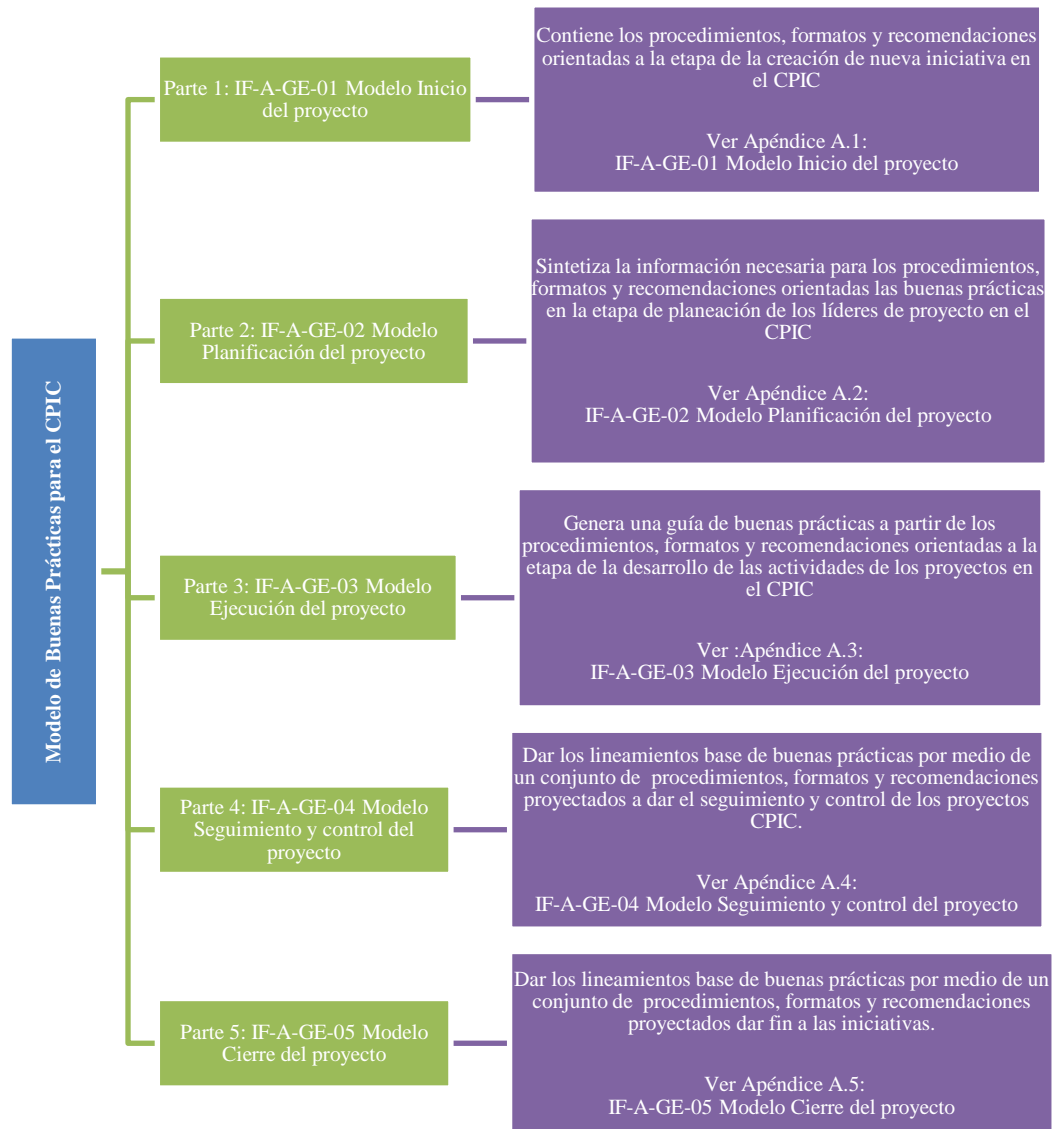 Modelo de Buenas Prácticas para el CPIC
Parte 1: IF-A-GE-01 Modelo Inicio
del proyecto
Contiene los procedimientos, formatos y recomendaciones
orientadas a la etapa de la creación de nueva iniciativa en
el CPIC
Ver Apéndice A.1:
IF-A-GE-01 Modelo Inicio del proyecto
Parte 2: IF-A-GE-02 Modelo
Planificación del proyecto
Sintetiza la información necesaria para los procedimientos,
formatos y recomendaciones orientadas las buenas prácticas
en la etapa de planeación de los líderes de proyecto en el
CPIC
Ver Apéndice A.2:
IF-A-GE-02 Modelo Planificación del proyecto
Parte 3: IF-A-GE-03 Modelo
Ejecución del proyecto
Genera una guía de buenas prácticas a partir de los
procedimientos, formatos y recomendaciones orientadas a la
etapa de la desarrollo de las actividades de los proyectos en
el CPIC
Ver :Apéndice A.3:
IF-A-GE-03 Modelo Ejecución del proyecto
Parte 4: IF-A-GE-04 Modelo
Seguimiento y control del
proyecto
Dar los lineamientos base de buenas prácticas por medio de
un conjunto de  procedimientos, formatos y recomendaciones
proyectados a dar el seguimiento y control de los proyectos
CPIC.
Ver Apéndice A.4:
IF-A-GE-04 Modelo Seguimiento y control del proyecto
Parte 5: IF-A-GE-05 Modelo
Cierre del proyecto
Dar los lineamientos base de buenas prácticas por medio de un
conjunto de  procedimientos, formatos y recomendaciones
proyectados dar fin a las iniciativas.
Ver Apéndice A.5:
IF-A-GE-05 Modelo Cierre del proyecto